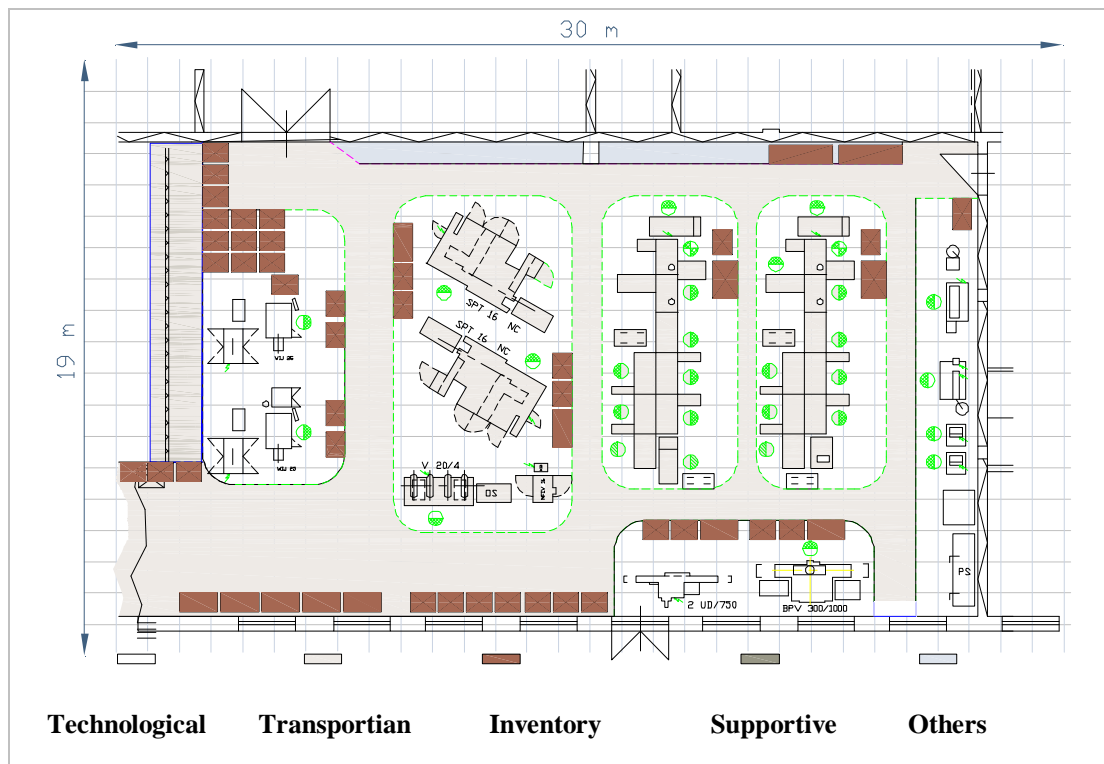 30 m
19 m
SPT 16 NC
SPT 16 NC
V 20/4
OS
2 UD/750
BPV 300/1000
PS
Technological Transportian Inventory Supportive Others